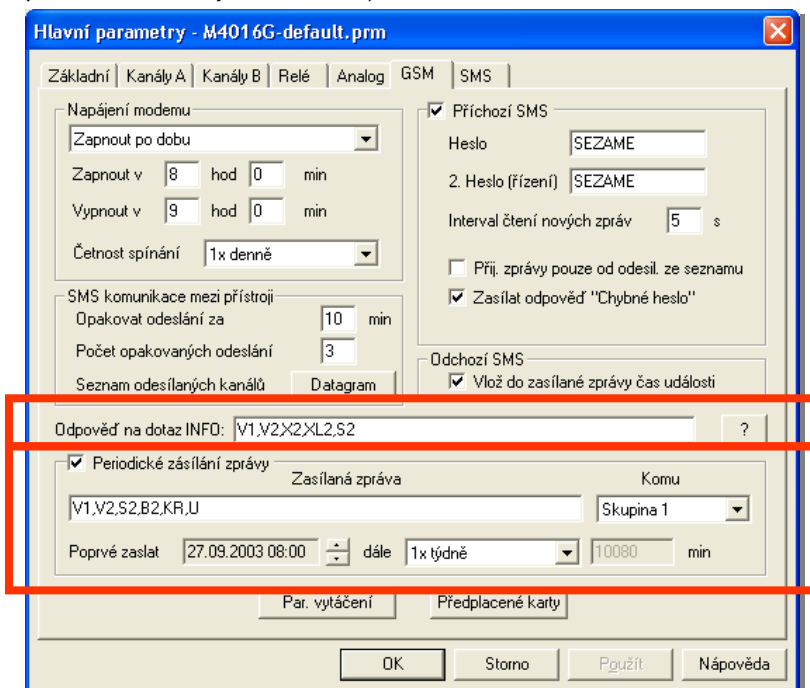 Hlavní parametry - M4016G-default.prm
Základní Kanály A Kanály B Relé Analog GSM SMS
Napájení modemu
Zapnout po dobu
Zapnout v 8 hod 0 min
Vypnout v 9 hod 0 min
Četnost spínání 1x denně
SMS komunikace mezi přístroji
Opakovat odeslání za 10 min
Počet opakovaných odeslání 3
Seznam odesílaných kanálů Datagram
Příchozí SMS
Heslo SEZAME
2. Heslo (řízení) SEZAME
Interval čtení nových zpráv 5 s
Přij. zprávy pouze od odesil. ze seznamu
Zasílat odpověď "Chybné heslo"
Odchozí SMS
Vlož do zasílané zprávy čas události
Odpověď na dotaz INFO: V1,V2,X2,XL2,S2 ?
Periodické zásílání zprávy
Zasílaná zpráva Komu
V1,V2,S2,B2,KR,U Skupina 1
Poprvé zaslat 27.09.2003 08:00 dále 1x týdně 10080 min
Par. vytáčení Předplacené karty
OK Storno Použít Nápověda